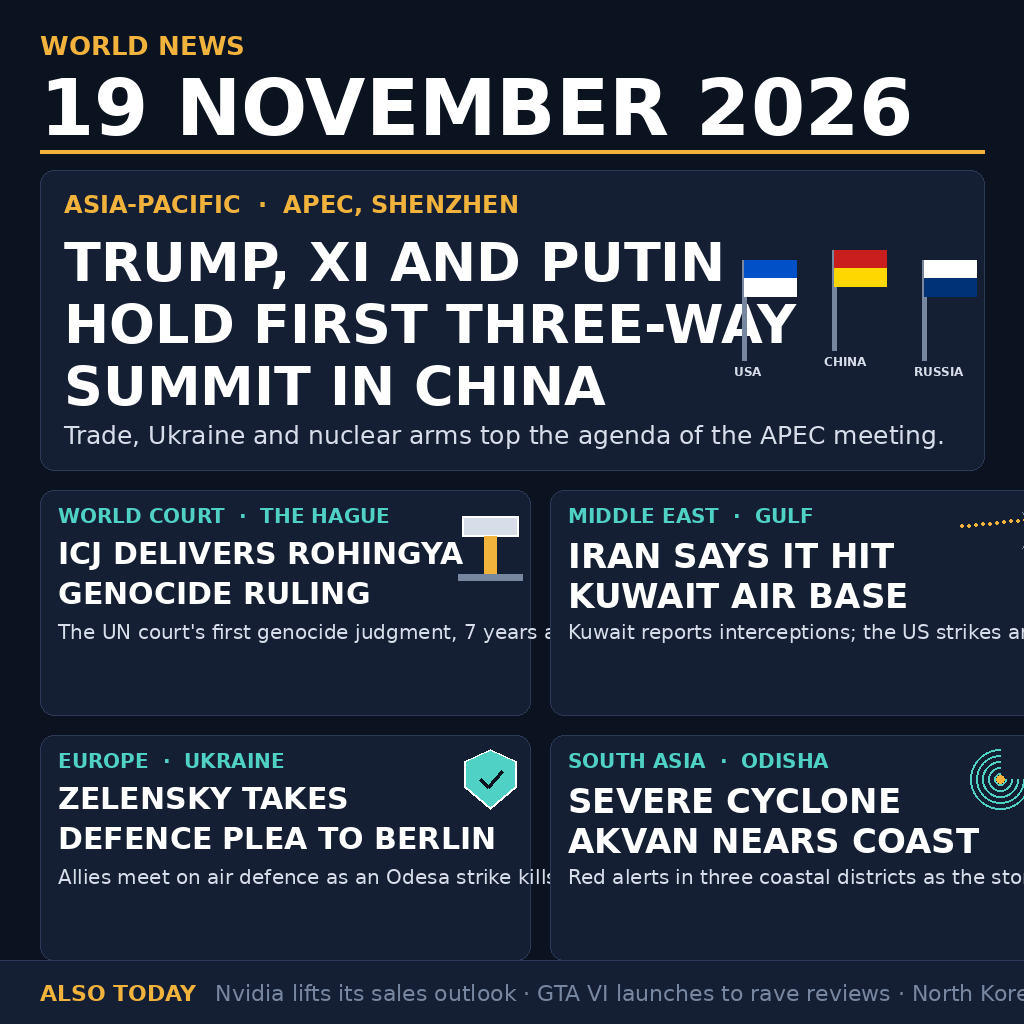 WORLD NEWS
19 NOVEMBER 2026
ASIA-PACIFIC · APEC, SHENZHEN
TRUMP, XI AND PUTIN
HOLD FIRST THREE-WAY
SUMMIT IN CHINA
USA
CHINA
RUSSIA
Trade, Ukraine and nuclear arms top the agenda of the APEC meeting.
WORLD COURT · THE HAGUE
ICJ DELIVERS ROHINGYA
GENOCIDE RULING
The UN court's first genocide judgment, 7 years
MIDDLE EAST · GULF
IRAN SAYS IT HIT
KUWAIT AIR BASE
Kuwait reports interceptions; the US strikes
EUROPE · UKRAINE
ZELENSKY TAKES
DEFENCE PLEA TO BERLIN
Allies meet on air defence as an Odesa strike kills
SOUTH ASIA · ODISHA
SEVERE CYCLONE
AKVAN NEARS COAST
Red alerts in three coastal districts as the
ALSO TODAY Nvidia lifts its sales outlook · GTA VI launches to rave reviews · North